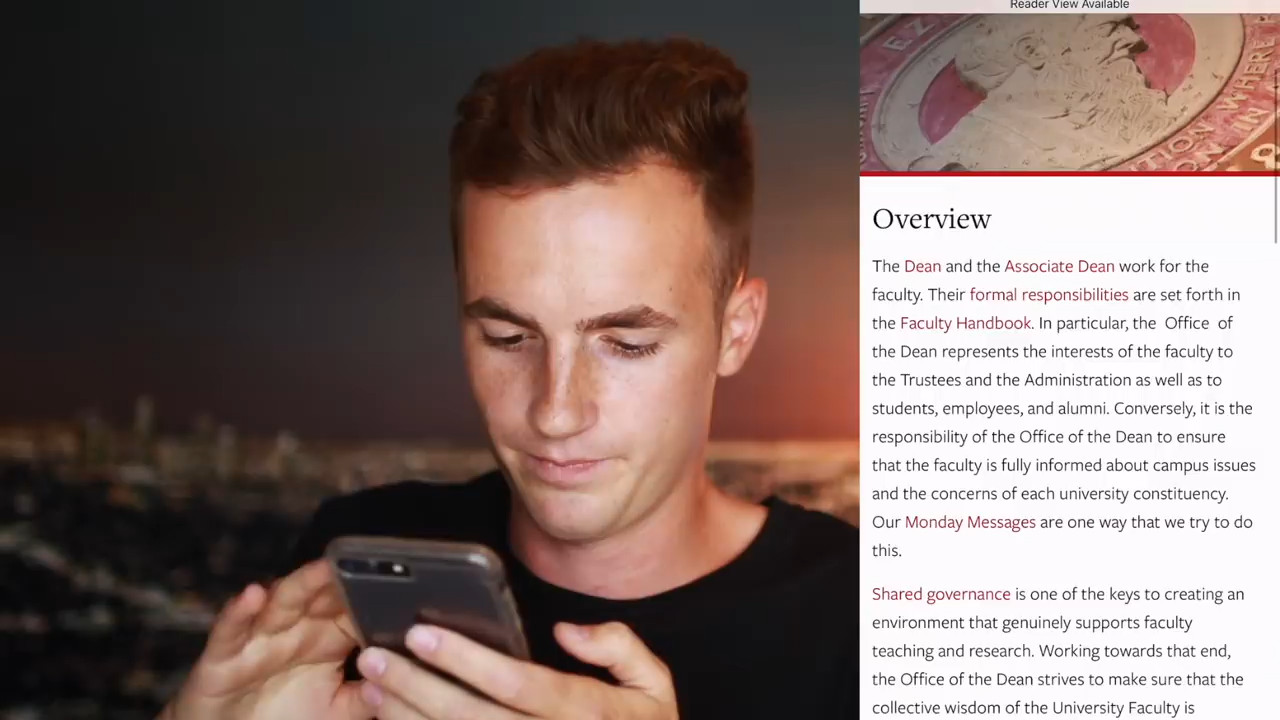 Reader View Available
EZ
TION WHERE
ON IN
Overview
The Dean and the Associate Dean work for the
faculty. Their formal responsibilities are set forth in
the Faculty Handbook. In particular, the Office of
the Dean represents the interests of the faculty to
the Trustees and the Administration as well as to
students, employees, and alumni. Conversely, it is the
responsibility of the Office of the Dean to ensure
that the faculty is fully informed about campus issues
and the concerns of each university constituency.
Our Monday Messages are one way that we try to do
this.
Shared governance is one of the keys to creating an
environment that genuinely supports faculty
teaching and research. Working towards that end,
the Office of the Dean strives to make sure that the
collective wisdom of the University Faculty is